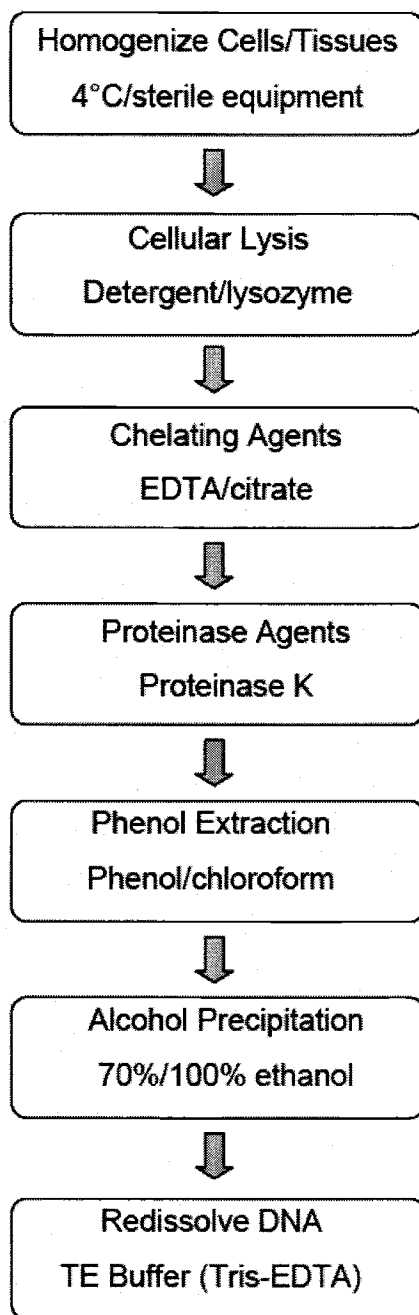 Homogenize Cells/Tissues
4°C/sterile equipment
Cellular Lysis
Detergent/lysozyme
Chelating Agents
EDTA/citrate
Proteinase Agents
Proteinase K
Phenol Extraction
Phenol/chloroform
Alcohol Precipitation
70%/100% ethanol
Redissolve DNA
TE Buffer (Tris-EDTA)